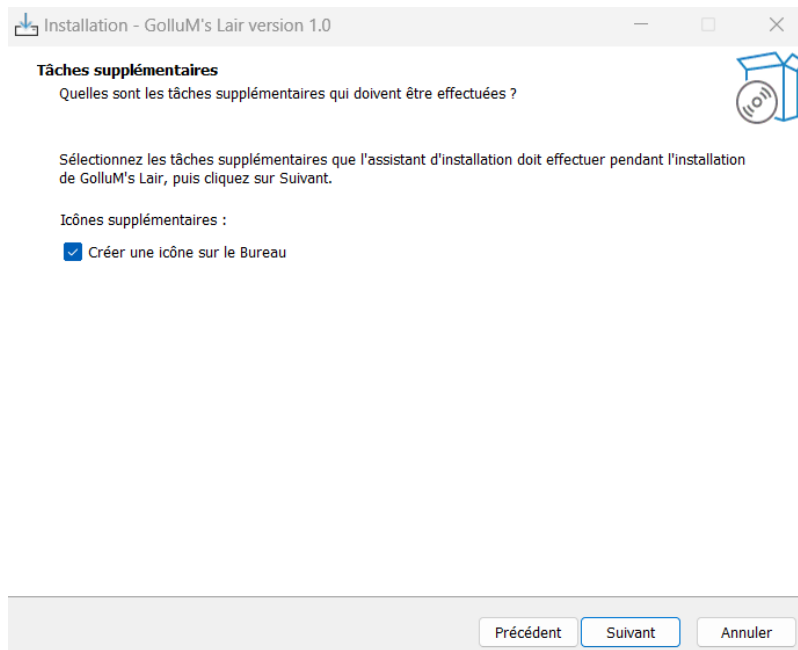 Installation - GolluM's Lair version 1.0
Tâches supplémentaires
Quelles sont les tâches supplémentaires qui doivent être effectuées ?
Sélectionnez les tâches supplémentaires que l'assistant d'installation doit effectuer pendant l'installation
de GolluM's Lair, puis cliquez sur Suivant.
Icônes supplémentaires :
Créer une icône sur le Bureau
Précédent Suivant Annuler